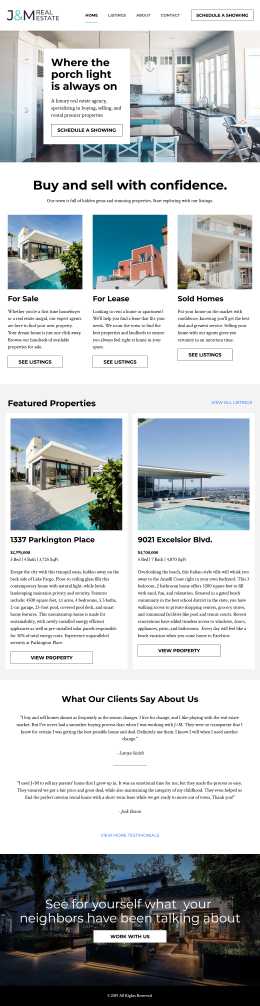 J&M REAL ESTATE
HOME LISTINGS ABOUT CONTACT SCHEDULE A SHOWING
Where the
porch light
is always on
A luxury real estate agency,
specializing in buying, selling, and
rental premier properties
SCHEDULE A SHOWING
Buy and sell with confidence.
Our town is full of hidden gems and stunning properties. Start exploring with our listings.
For Sale
Whether you're a first time homebuyer
or a real estate mogul, our expert agents
are here to find your next property.
Your dream home is just one click away.
Browse our hundreds of available
properties for sale.
SEE LISTINGS
For Lease
Looking to rent a home or apartment?
We'll help you find a lease that fits your
needs. We scour the town to find the
best properties and landlords to ensure
you always feel right at home in your
space.
SEE LISTINGS
Sold Homes
Put your home on the market with
confidence, knowing you'll get the best
deal and greatest service. Selling your
home with our agents gives you
certainty in an uncertain time.
SEE LISTINGS
Featured Properties
VIEW ALL LISTINGS
1337 Parkington Place
3 Bed | 4 Bath | 3,726 SqFt
Escape the city with this tranquil oasis, hidden away on the
back side of Lake Fargo. Floor to ceiling glass fills this
contemporary home with natural light, while lavish
landscaping maintains privacy and security. Features
include: 4500 square feet, 1.1 acres, 4 bedrooms, 5.5 baths,
2-car garage, 23-foot pool, covered pool deck, and smart
home fixtures. This mountaintop home is made for
sustainability, with newly installed energy efficient
appliances as well as pre-installed solar panels responsible
for 30% of total energy costs. Experience unparalleled
serenity at Parkington Place.
VIEW PROPERTY
9021 Excelsior Blvd.
$4,700,000
5 Bed | 7 Bath | 4,870 SqFt
Overlooking the beach, this Italian-style villa will whisk you
away to the Amalfi Coast right in your own backyard. This 3
bedroom, 2 bathroom home offers 3200 square feet to fill
with sand, fun, and relaxation. Situated in a gated beach
community in the best school district in the state, you have
walking access to private shopping centers, grocery stores,
and communal facilities like pool and tennis courts. Recent
renovations have added timeless accents to windows, doors,
appliances, patio, and bathrooms. Every day will feel like a
beach vacation when you come home to Excelsior.
VIEW PROPERTY
What Our Clients Say About Us
"I buy and sell homes almost as frequently as the season changes. I live for change, and I like playing with the real estate
market. But I've never had a smoother buying process than when I was working with J+M. They were so transparent that I
knew for certain I was getting the best possible home and deal. Definitely use them. I know I will when I need another
change."
"I used J+M to sell my parents' home that I grew up in. It was an emotional time for me, but they made the process so easy.
They ensured we got a fair price and great deal, while also maintaining the integrity of my childhood. They even helped us
find the perfect interim rental home with a short-term lease while we get ready to move out of town. Thank you!"
VIEW MORE TESTIMONIALS
See for yourself what your
neighbors have been talking about
WORK WITH US
© 2019 All Rights Reserved